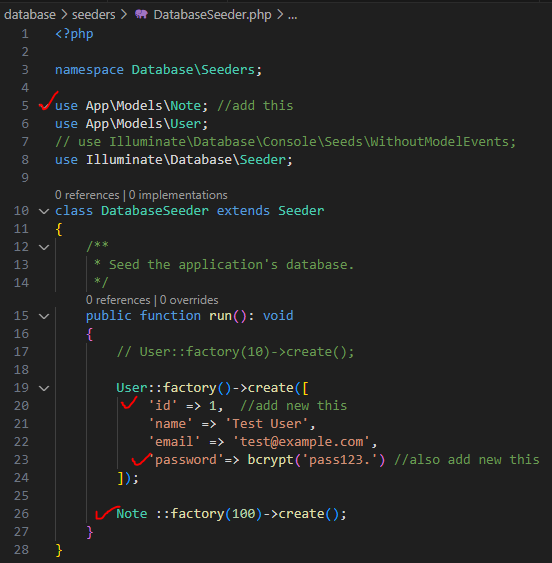 database > seeders > DatabaseSeeder.php > ...
1 <?php
2
3 namespace Database\Seeders;
4
5 use App\Models\Note; //add this
6 use App\Models\User;
7 // use Illuminate\Database\Console\Seeds\WithoutModelEvents;
8 use Illuminate\Database\Seeder;
9
0 references | 0 implementations
10 class DatabaseSeeder extends Seeder
11 {
12 /**
13 * Seed the application's database.
14 */
0 references | 0 overrides
15 public function run(): void
16 {
17 // User::factory(10)->create();
18
19 User::factory()->create([
20 'id' => 1, //add new this
21 'name' => 'Test User',
22 'email' => 'test@example.com',
23 'password'=> bcrypt('pass123.') //also add new this
24 ]);
25
26 Note ::factory(100)->create();
27 }
28 }